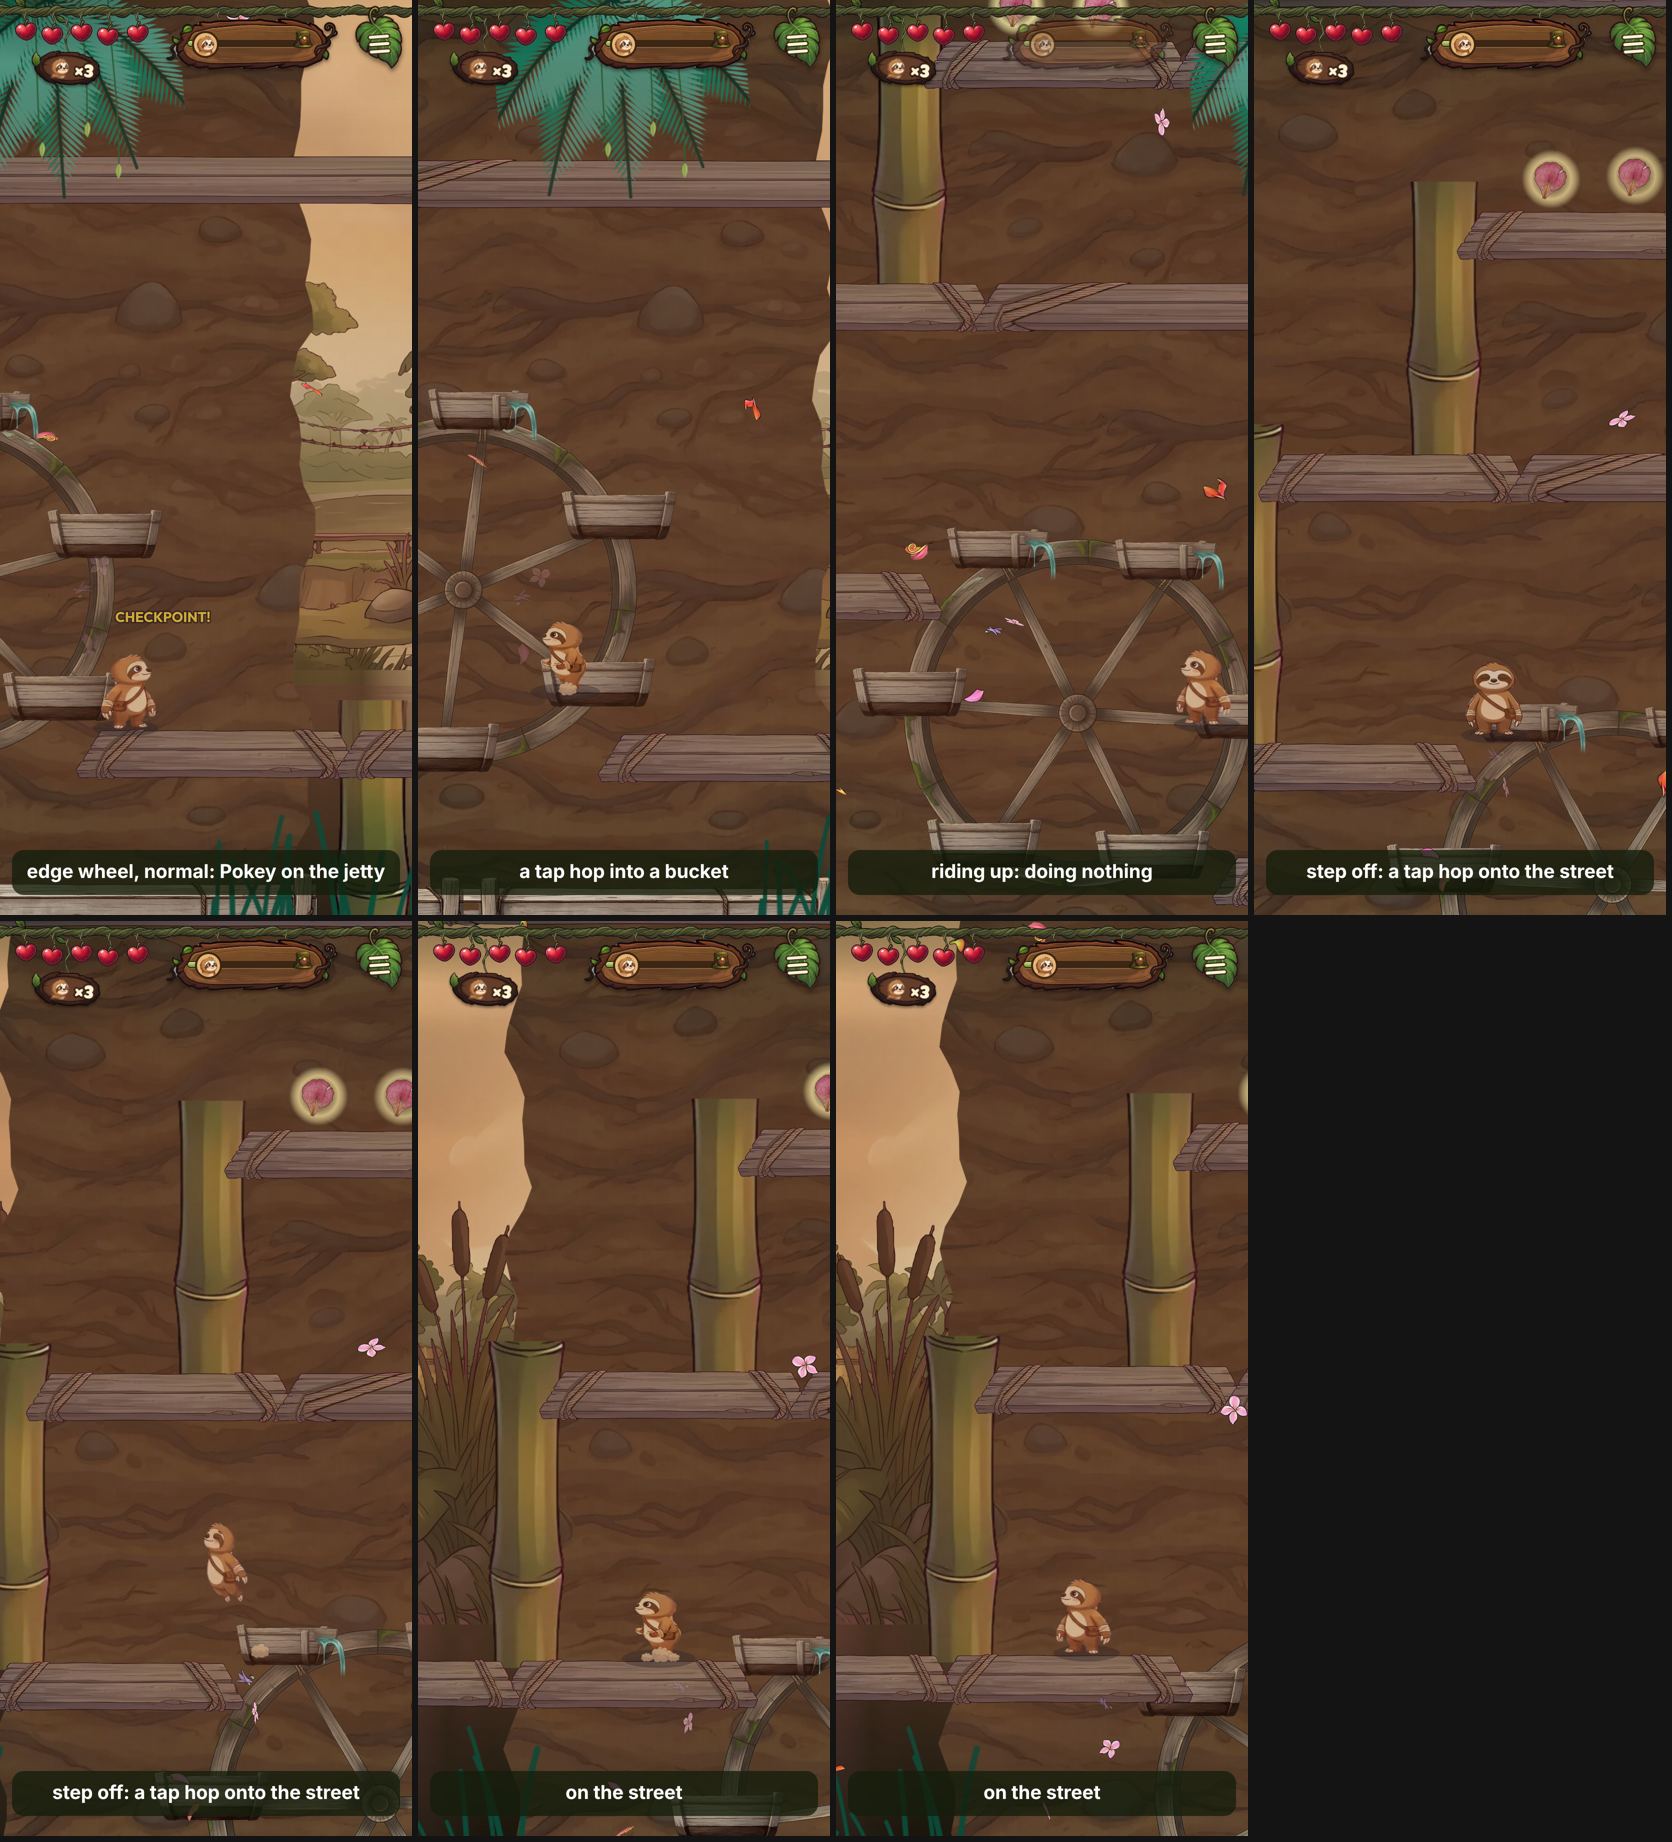 ×3
CHECKPOINT!
edge wheel, normal: Pokey on the jetty
×3
a tap hop into a bucket
×3
riding up: doing nothing
×3
step off: a tap hop onto the street
×3
step off: a tap hop onto the street
×3
on the street
×3
on the street